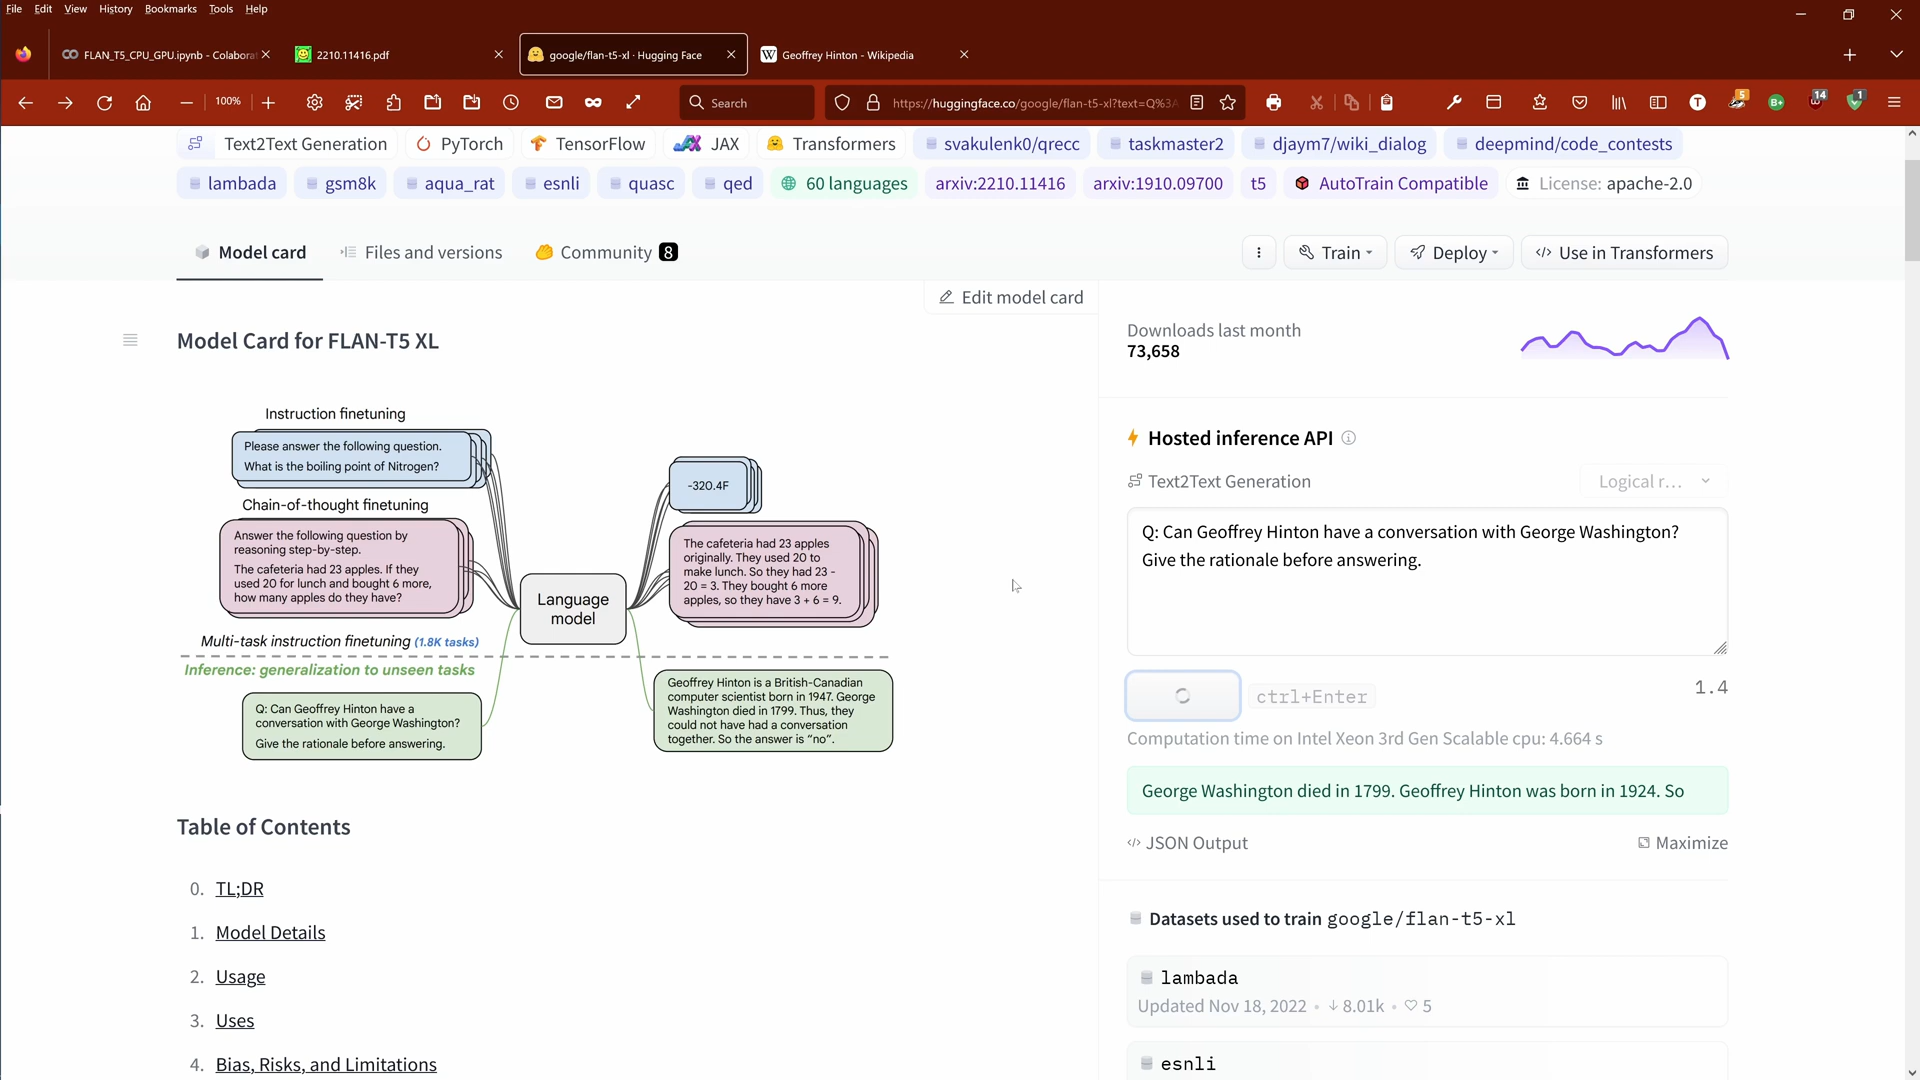 File Edit View History Bookmarks Tools Help
FLAN_T5_CPU_GPU.ipynb - Colabora
2210.11416.pdf
google/flan-t5-xl · Hugging Face
Geoffrey Hinton - Wikipedia
100%
Search
https://huggingface.co/google/flan-t5-xl?text=Q%3A
5
14
1
Text2Text Generation PyTorch TensorFlow JAX Transformers svakulenk0/qrecc taskmaster2 djaym7/wiki_dialog deepmind/code_contests
lambada gsm8k aqua_rat esnli quasc qed 60 languages arxiv:2210.11416 arxiv:1910.09700 t5 AutoTrain Compatible License: apache-2.0
Model card Files and versions Community 8
Train Deploy Use in Transformers
Edit model card
Model Card for FLAN-T5 XL
Instruction finetuning
Please answer the following question.
What is the boiling point of Nitrogen?
Chain-of-thought finetuning
Answer the following question by
reasoning step-by-step.
The cafeteria had 23 apples. If they
used 20 for lunch and bought 6 more,
how many apples do they have?
Multi-task instruction finetuning (1.8K tasks)
Inference: generalization to unseen tasks
Q: Can Geoffrey Hinton have a
conversation with George Washington?
Give the rationale before answering.
Language
model
-320.4F
The cafeteria had 23 apples
originally. They used 20 to
make lunch. So they had 23 -
20 = 3. They bought 6 more
apples, so they have 3 + 6 = 9.
Geoffrey Hinton is a British-Canadian
computer scientist born in 1947. George
Washington died in 1799. Thus, they
could not have had a conversation
together. So the answer is “no”.
Table of Contents
0. TL;DR
1. Model Details
2. Usage
3. Uses
4. Bias, Risks, and Limitations
Downloads last month
73,658
Hosted inference API
Text2Text Generation
Logical r...
Q: Can Geoffrey Hinton have a conversation with George Washington?
Give the rationale before answering.
ctrl+Enter
1.4
Computation time on Intel Xeon 3rd Gen Scalable cpu: 4.664 s
George Washington died in 1799. Geoffrey Hinton was born in 1924. So
JSON Output
Maximize
Datasets used to train google/flan-t5-xl
lambada
Updated Nov 18, 2022 • 8.01k • 5
esnli